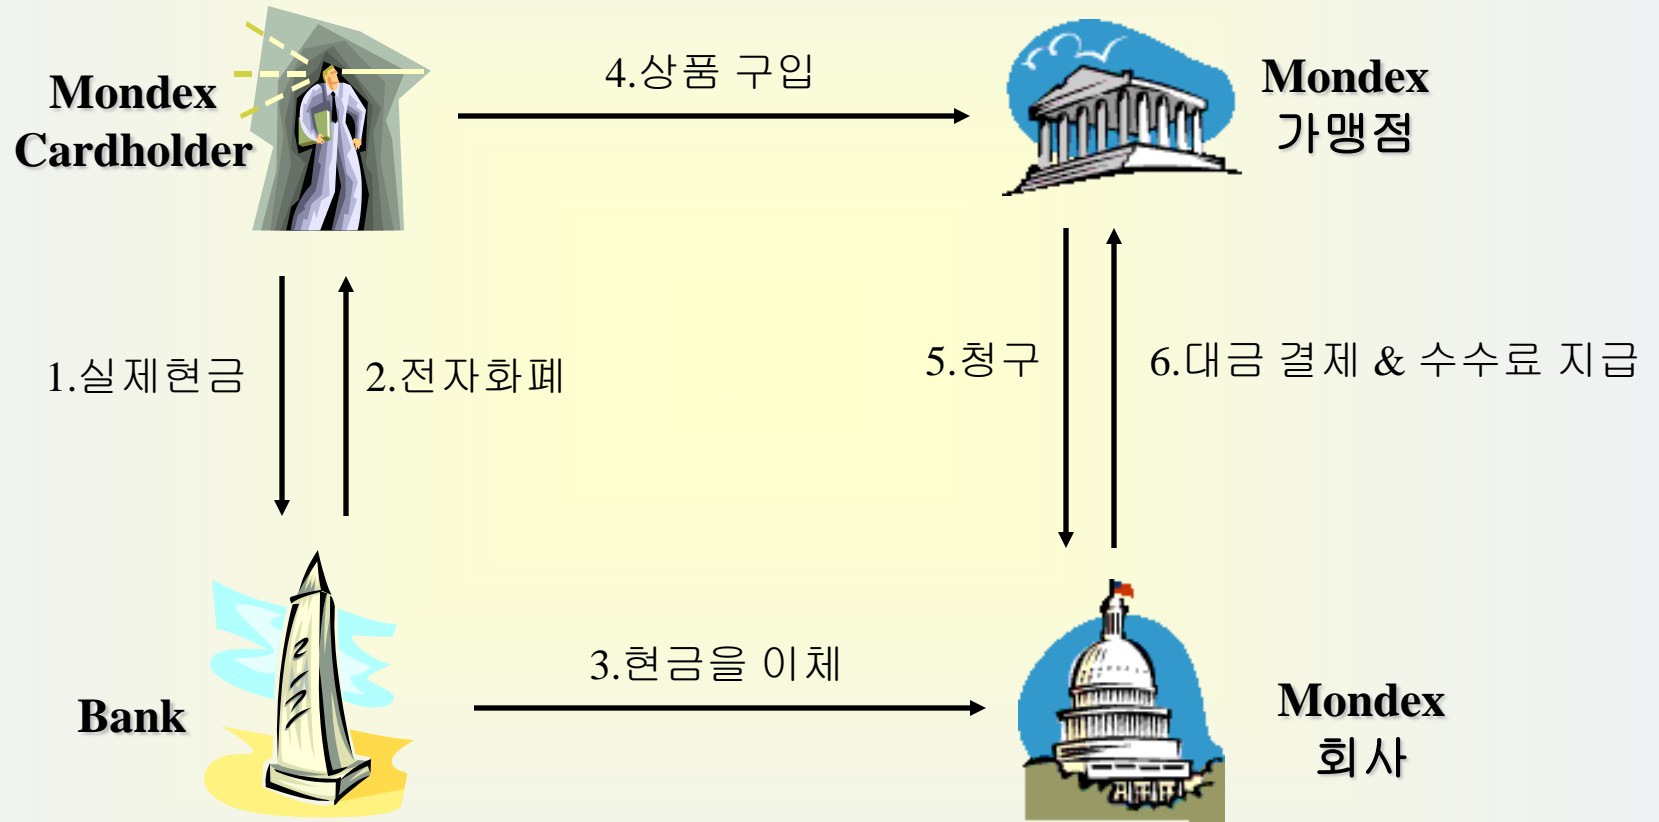 Mondex
Cardholder
4.상품 구입
Mondex
가맹점
1.실제현금
2.전자화폐
5.청구
6.대금 결제 & 수수료 지급
3.현금을 이체
Bank
Mondex
회사